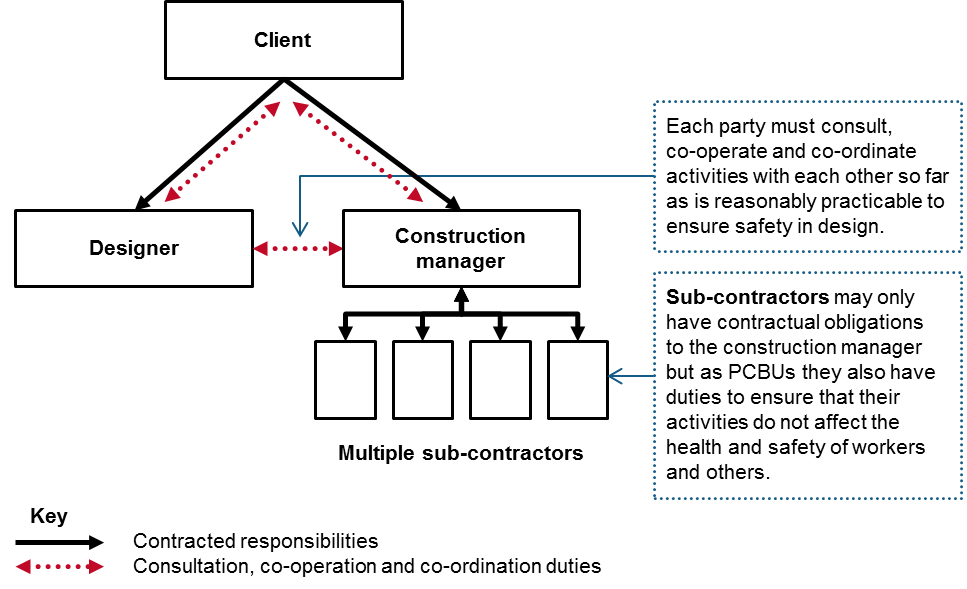 Client
Each party must consult,
co-operate and co-ordinate
activities with each other so far
as is reasonably practicable to
ensure safety in design.
Designer
Construction
manager
Sub-contractors may only
have contractual obligations
to the construction manager
but as PCBUs they also have
duties to ensure that their
activities do not affect the
health and safety of workers
and others.
Multiple sub-contractors
Key
Contracted responsibilities
Consultation, co-operation and co-ordination duties